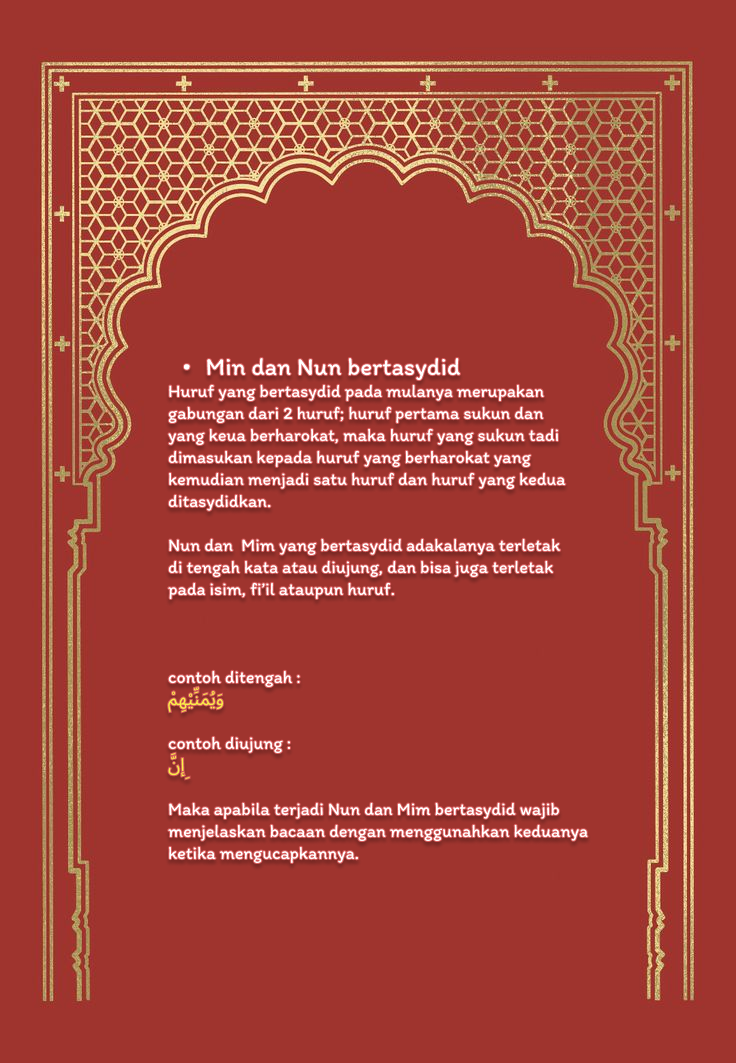 • Min dan Nun bertasydid
Huruf yang bertasydid pada mulanya merupakan
gabungan dari 2 huruf; huruf pertama sukun dan
yang keua berharokat, maka huruf yang sukun tadi
dimasukan kepada huruf yang berharokat yang
kemudian menjadi satu huruf dan huruf yang kedua
ditasydidkan.
Nun dan Mim yang bertasydid adakalanya terletak
di tengah kata atau diujung, dan bisa juga terletak
pada isim, fi’il ataupun huruf.
contoh ditengah :
وَيُمَنِّيْهِمْ
contoh diujung :
إِنَّ
Maka apabila terjadi Nun dan Mim bertasydid wajib
menjelaskan bacaan dengan menggunahkan keduanya
ketika mengucapkannya.